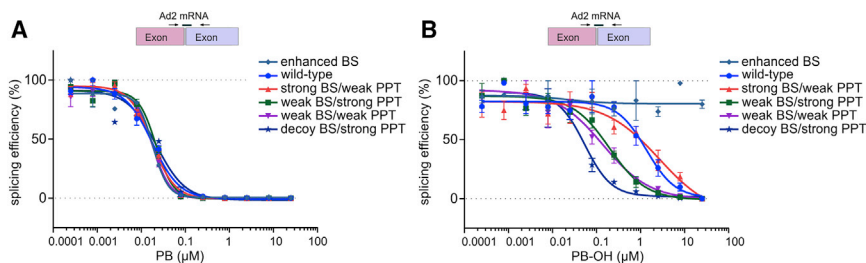 A
Ad2 mRNA
Exon Exon
splicing efficiency (%)
100
50
0
0.0001 0.001 0.01 0.1 1 10 100
PB (µM)
enhanced BS
wild-type
strong BS/weak PPT
weak BS/strong PPT
weak BS/weak PPT
decoy BS/strong PPT
B
Ad2 mRNA
Exon Exon
splicing efficiency (%)
100
50
0
0.0001 0.001 0.01 0.1 1 10 100
PB-OH (µM)
enhanced BS
wild-type
strong BS/weak PPT
weak BS/strong PPT
weak BS/weak PPT
decoy BS/strong PPT